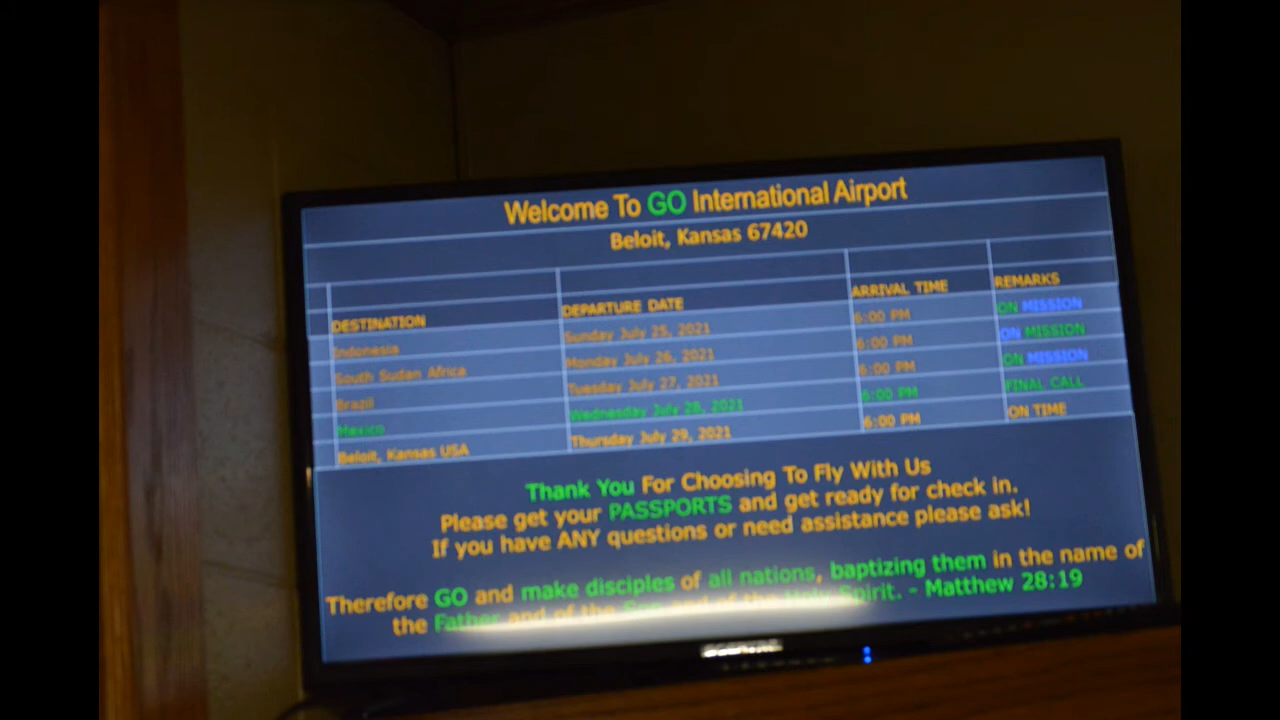 Welcome To GO International Airport
Beloit, Kansas 67420
DESTINATION DEPARTURE DATE ARRIVAL TIME REMARKS
Indonesia Sunday July 25, 2021 6:00 PM ON MISSION
South Sudan Africa Monday July 26, 2021 6:00 PM ON MISSION
Brazil Tuesday July 27, 2021 6:00 PM ON MISSION
Mexico Wednesday July 28, 2021 6:00 PM FINAL CALL
Beloit, Kansas USA Thursday July 29, 2021 6:00 PM ON TIME
Thank You For Choosing To Fly With Us
Please get your PASSPORTS and get ready for check in.
If you have ANY questions or need assistance please ask!
Therefore GO and make disciples of all nations, baptizing them in the name of
the Father and of the Son and of the Holy Spirit. - Matthew 28:19